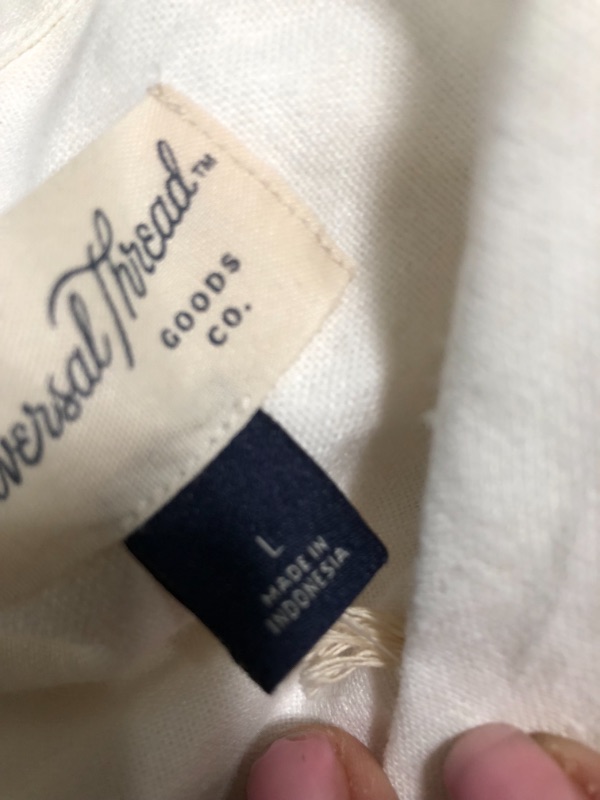 versal Thread™
GOODS
CO.
L
MADE IN
INDONESIA